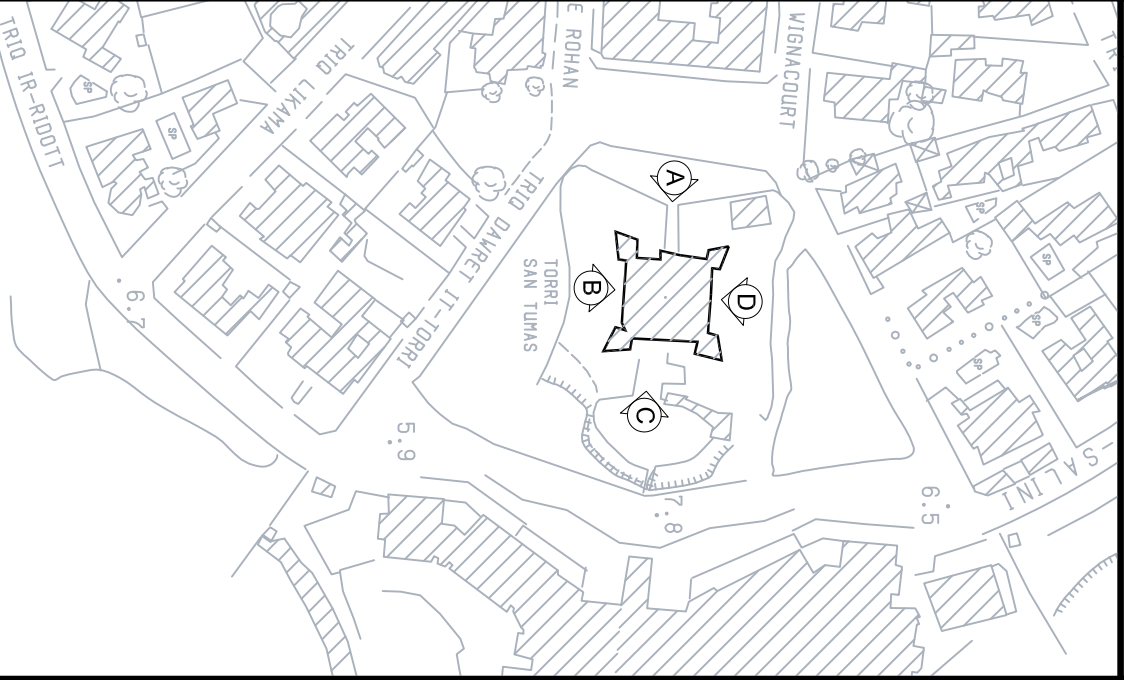 E ROHAN
WIGNACOURT
TRI
TRIQ IR-RIDOTT
TRIQ LIKAMA
SP
SP
A
TRIQ DAWRET IT-TORRI
TORRI
SAN TUMAS
B
D
C
SP
SP
SP
SP
6.7
5.9
7.8
6.5
SALINI